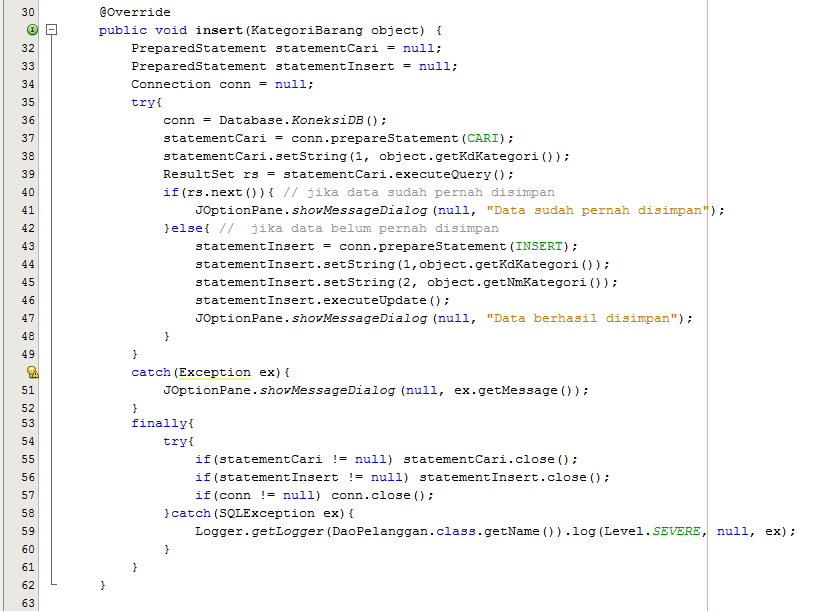 30 @Override
public void insert(KategoriBarang object) {
32 PreparedStatement statementCari = null;
33 PreparedStatement statementInsert = null;
34 Connection conn = null;
35 try{
36 conn = Database.KoneksiDB();
37 statementCari = conn.prepareStatement(CARI);
38 statementCari.setString(1, object.getKdKategori());
39 ResultSet rs = statementCari.executeQuery();
40 if(rs.next()){ // jika data sudah pernah disimpan
41 JOptionPane.showMessageDialog(null, "Data sudah pernah disimpan");
42 }else{ //  jika data belum pernah disimpan
43 statementInsert = conn.prepareStatement(INSERT);
44 statementInsert.setString(1,object.getKdKategori());
45 statementInsert.setString(2, object.getNmKategori());
46 statementInsert.executeUpdate();
47 JOptionPane.showMessageDialog(null, "Data berhasil disimpan");
48 }
49 }
catch(Exception ex){
51 JOptionPane.showMessageDialog(null, ex.getMessage());
52 }
53 finally{
54 try{
55 if(statementCari != null) statementCari.close();
56 if(statementInsert != null) statementInsert.close();
57 if(conn != null) conn.close();
58 }catch(SQLException ex){
59 Logger.getLogger(DaoPelanggan.class.getName()).log(Level.SEVERE, null, ex);
60 }
61 }
62 }
63